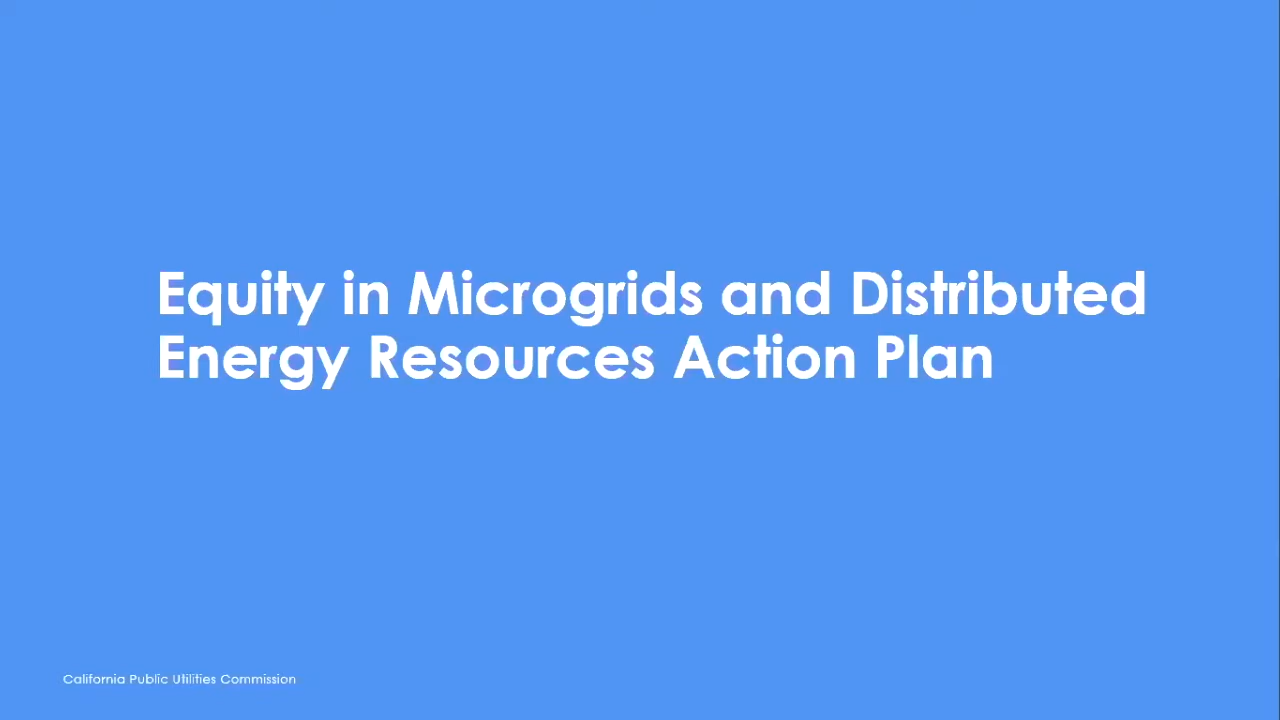 Equity in Microgrids and Distributed
Energy Resources Action Plan
California Public Utilities Commission